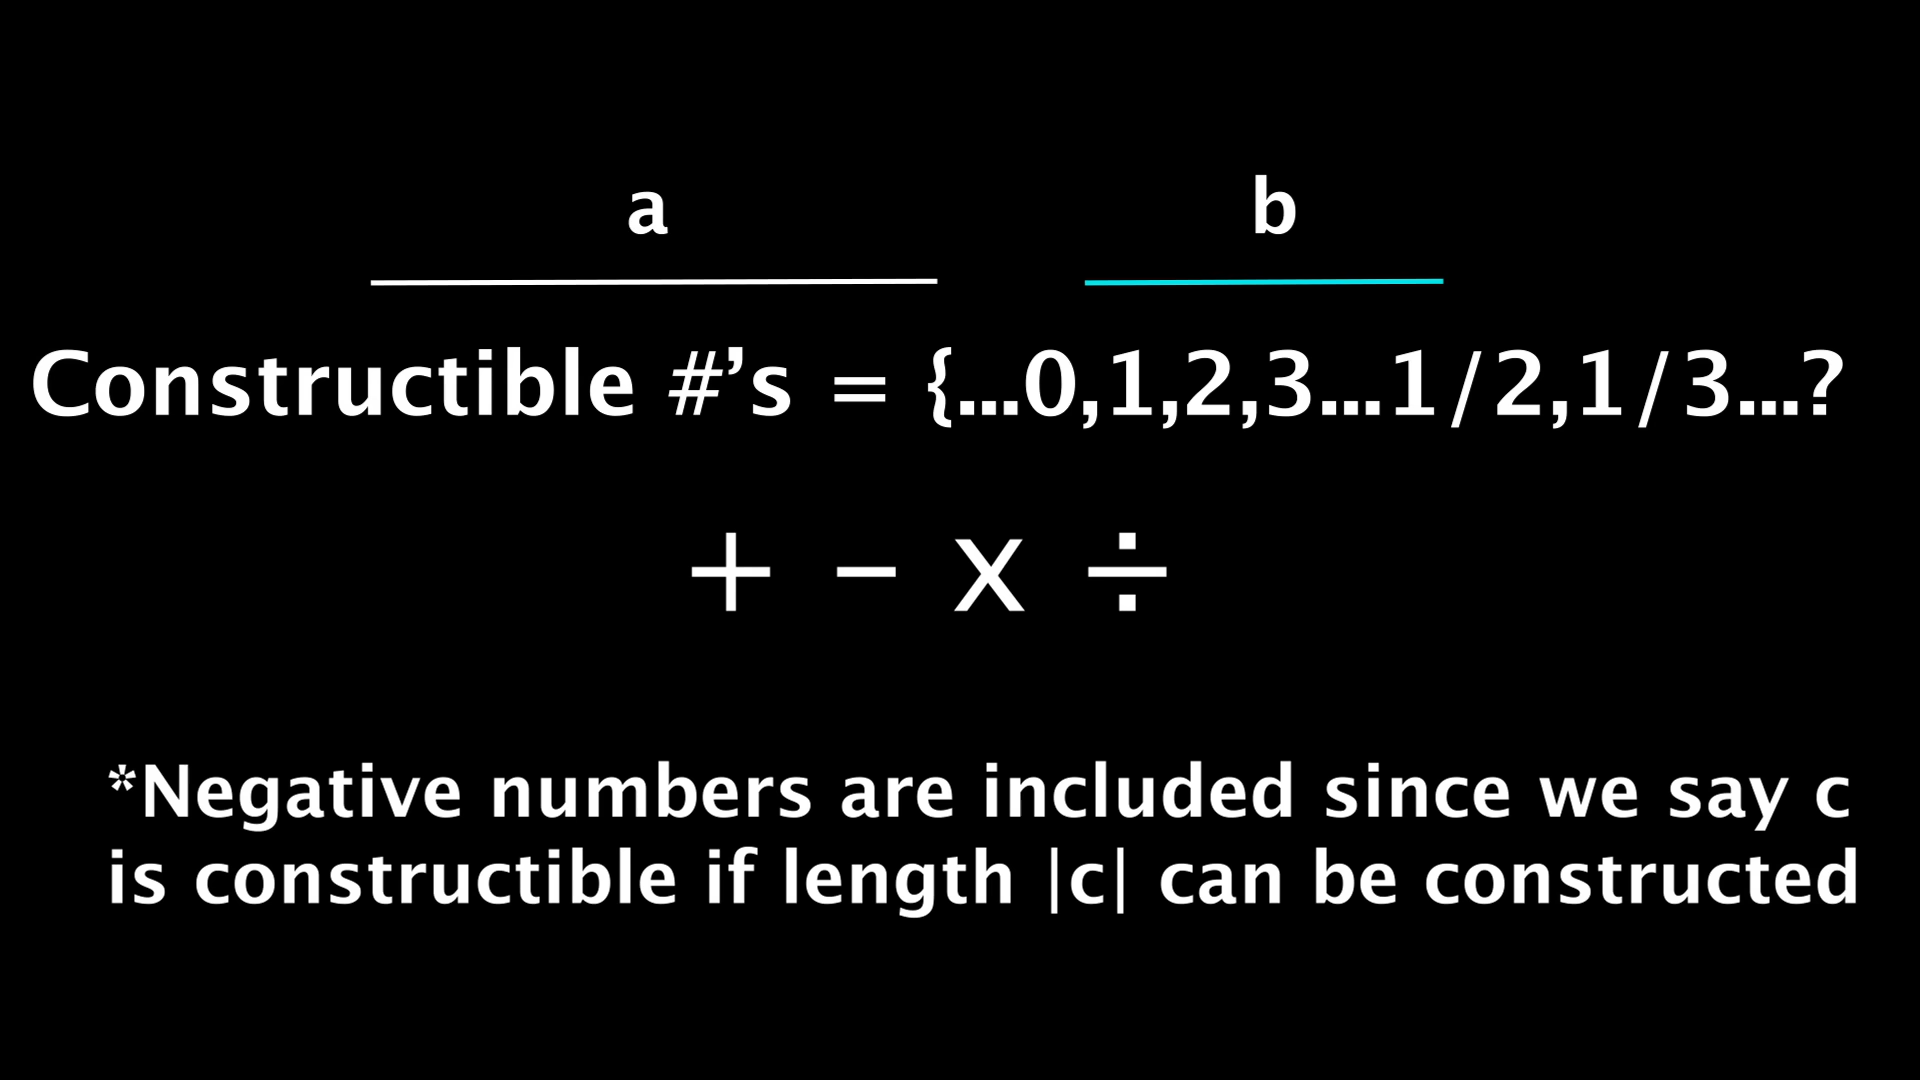 a b
Constructible #’s = {...0,1,2,3...1/2,1/3...?
+ - x ÷
*Negative numbers are included since we say c
is constructible if length |c| can be constructed